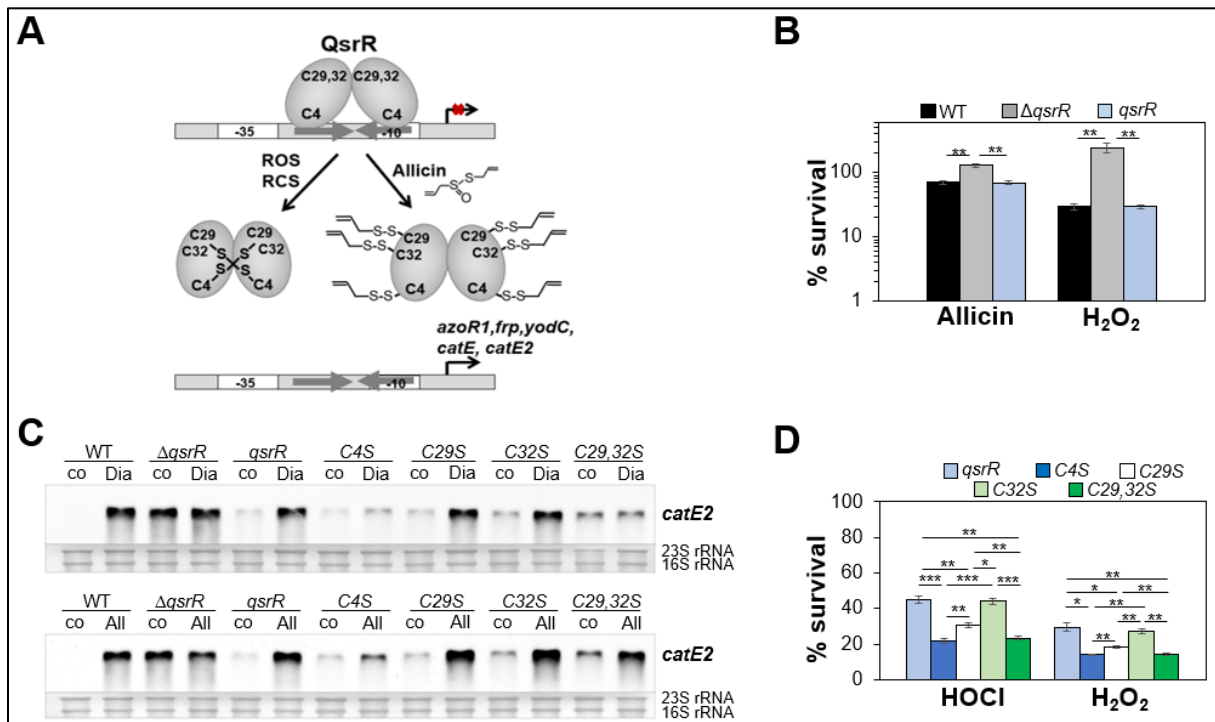 A
QsrR
C29,32 C29,32
C4 C4
-35 -10
ROS
RCS
Allicin
S
O
S
C29 C29
C32 C32
S S
S S
C4 C4
S-S C29 C29 S-S
S-S C32 C32 S-S
S-S C4 C4 S-S
azoR1,frp,yodC,
catE, catE2
-35 -10
B
WT ΔqsrR qsrR
** ** ** **
% survival
100
10
1
Allicin H₂O₂
C
WT ΔqsrR qsrR C4S C29S C32S C29,32S
co Dia co Dia co Dia co Dia co Dia co Dia co Dia
catE2
23S rRNA
16S rRNA
WT ΔqsrR qsrR C4S C29S C32S C29,32S
co All co All co All co All co All co All co All
catE2
23S rRNA
16S rRNA
D
qsrR C4S C29S
C32S C29,32S
% survival
100
80
60
40
20
0
**
**
** *
*** *** ***
**
**
* **
* **
** **
**
HOCl H₂O₂